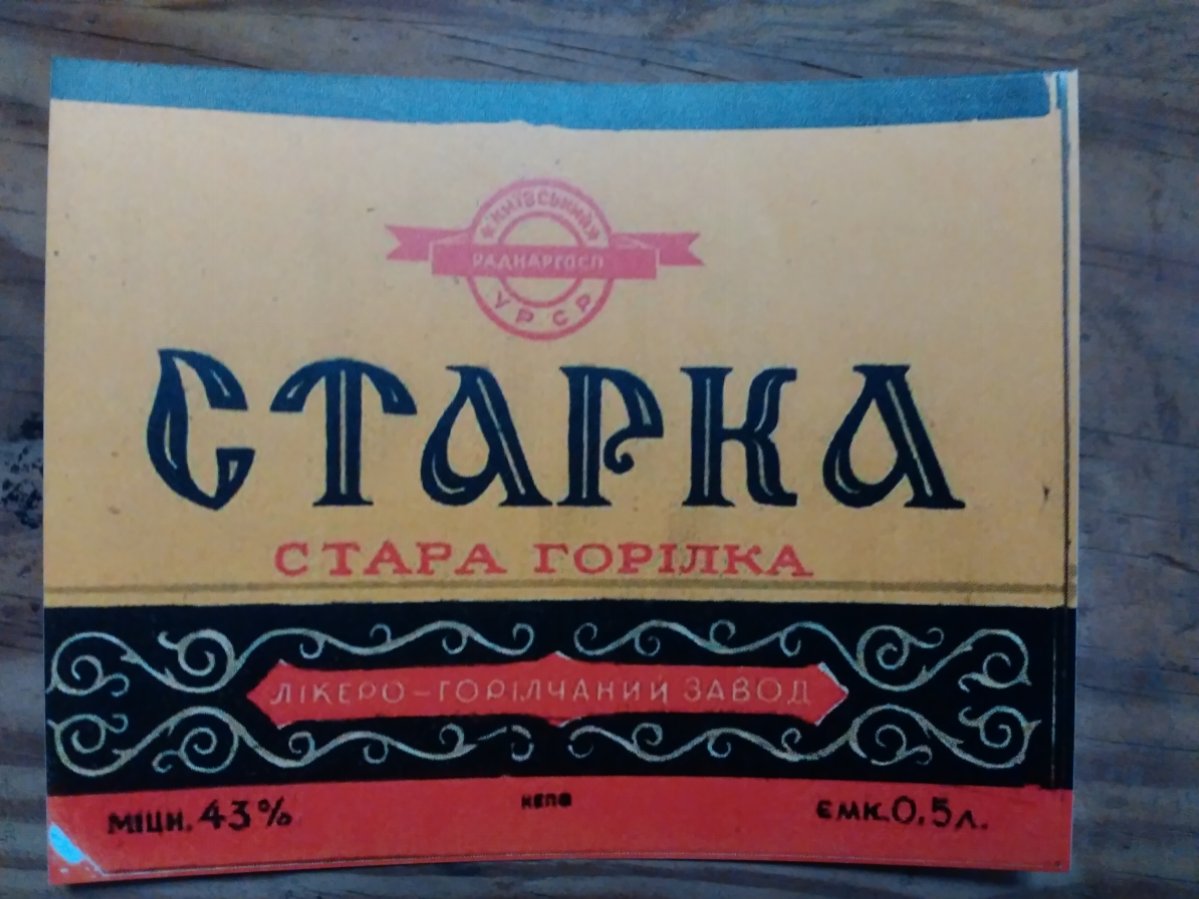 «КИЇВСЬКИЙ»
РАДНАРГОСП
УРСР
СТАРКА
СТАРА ГОРІЛКА
ЛІКЕРО-ГОРІЛЧАНИЙ ЗАВОД
МІЦН. 43%
ЄМК. 0,5 л.